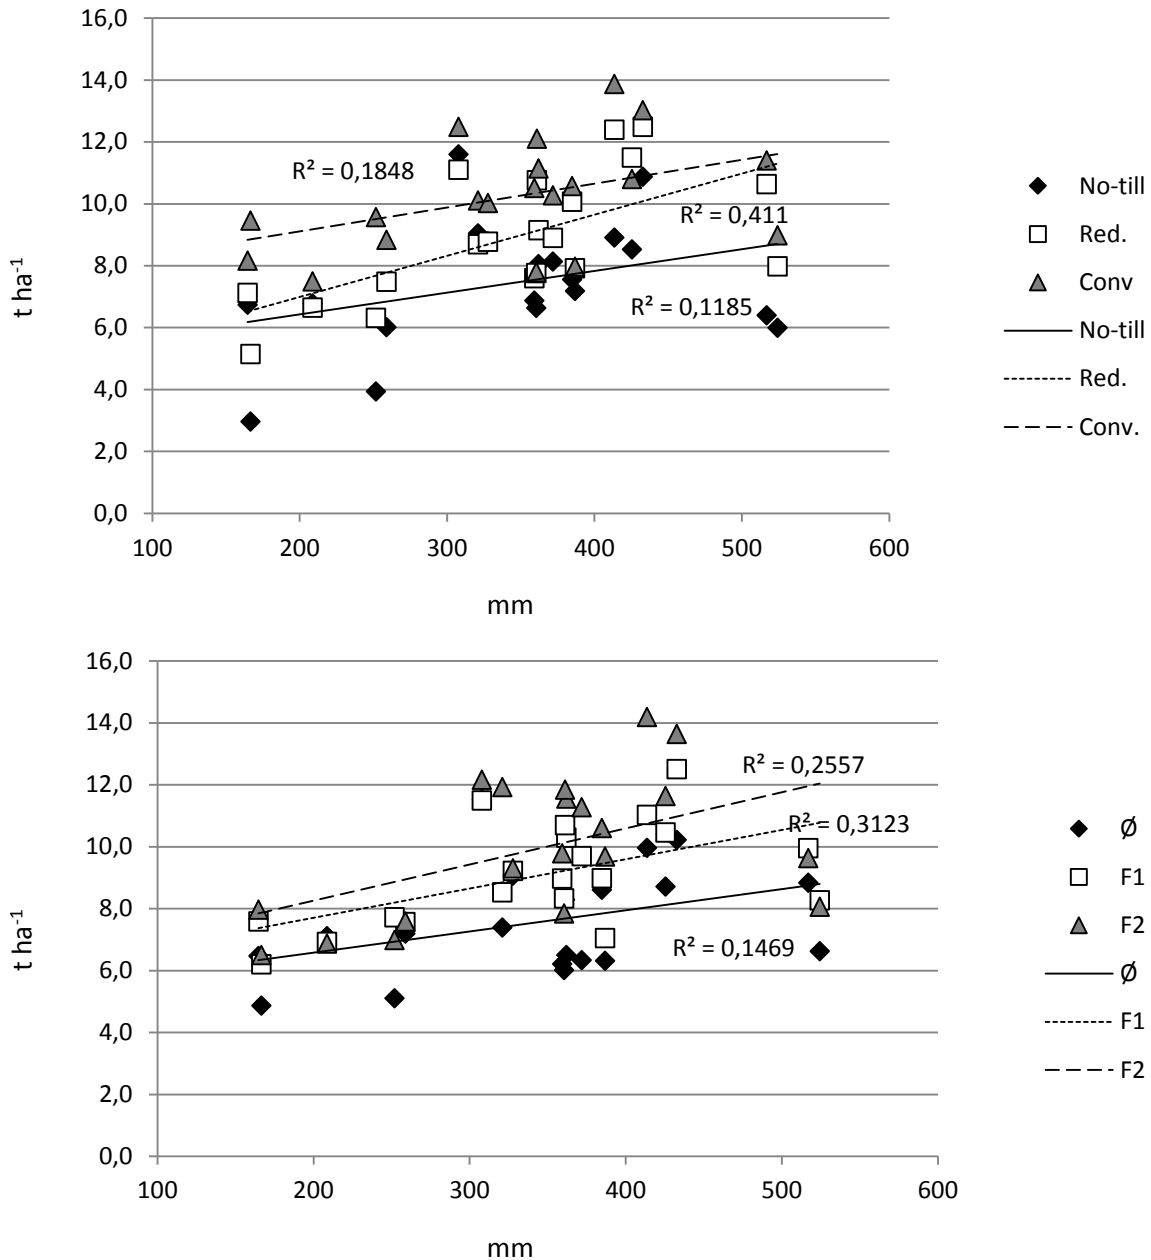 16,0
14,0
12,0
10,0
8,0
6,0
4,0
2,0
0,0
t ha⁻¹
R² = 0,1848
R² = 0,411
R² = 0,1185
100 200 300 400 500 600
mm
No-till
Red.
Conv
No-till
Red.
Conv.
16,0
14,0
12,0
10,0
8,0
6,0
4,0
2,0
0,0
t ha⁻¹
R² = 0,2557
R² = 0,3123
R² = 0,1469
100 200 300 400 500 600
mm
Ø
F1
F2
Ø
F1
F2